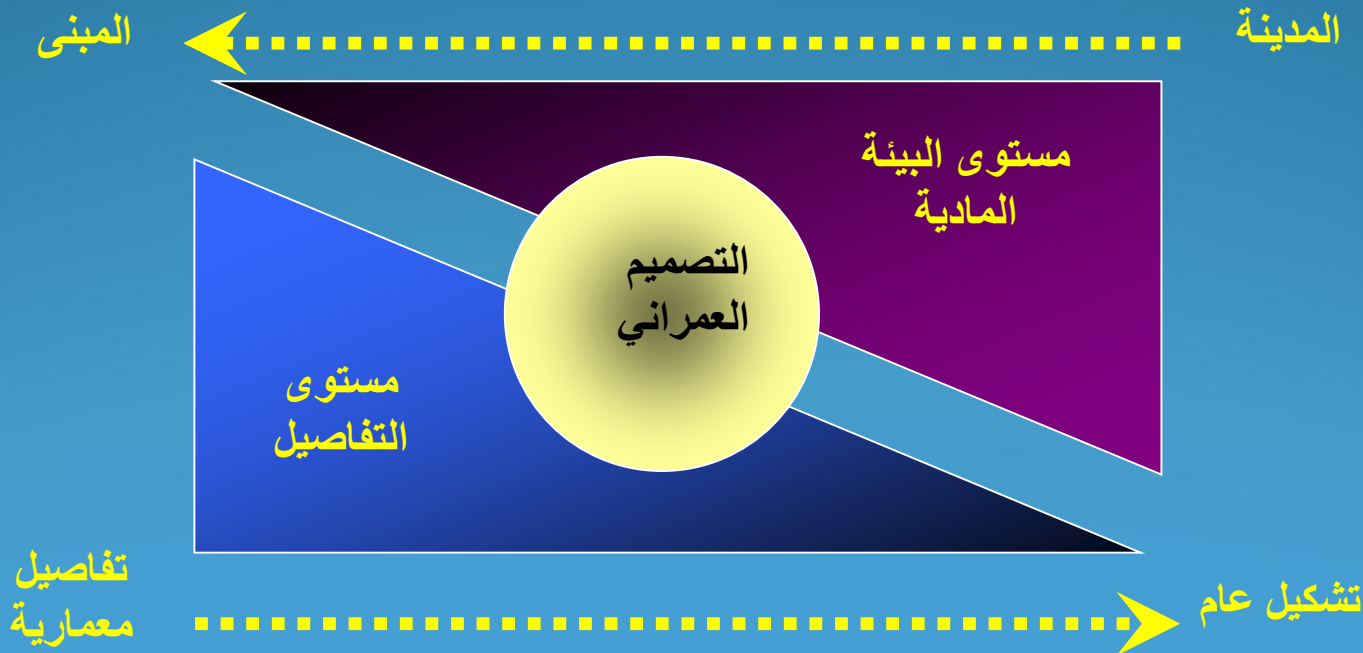 المدينة
المبنى
مستوى البيئة
المادية
التصميم
العمراني
مستوى
التفاصيل
تشكيل عام
تفاصيل
معمارية